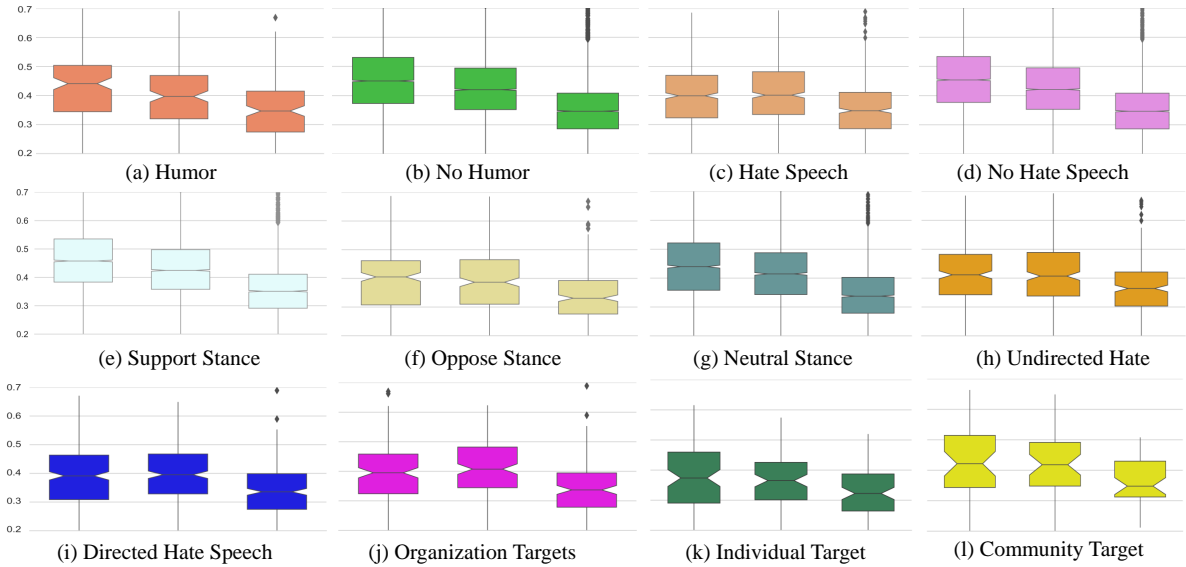 0.7
0.6
0.5
0.4
0.3
0.2
(a) Humor
(b) No Humor
(c) Hate Speech
(d) No Hate Speech
0.7
0.6
0.5
0.4
0.3
0.2
(e) Support Stance
(f) Oppose Stance
(g) Neutral Stance
(h) Undirected Hate
0.7
0.6
0.5
0.4
0.3
0.2
(i) Directed Hate Speech
(j) Organization Targets
(k) Individual Target
(l) Community Target